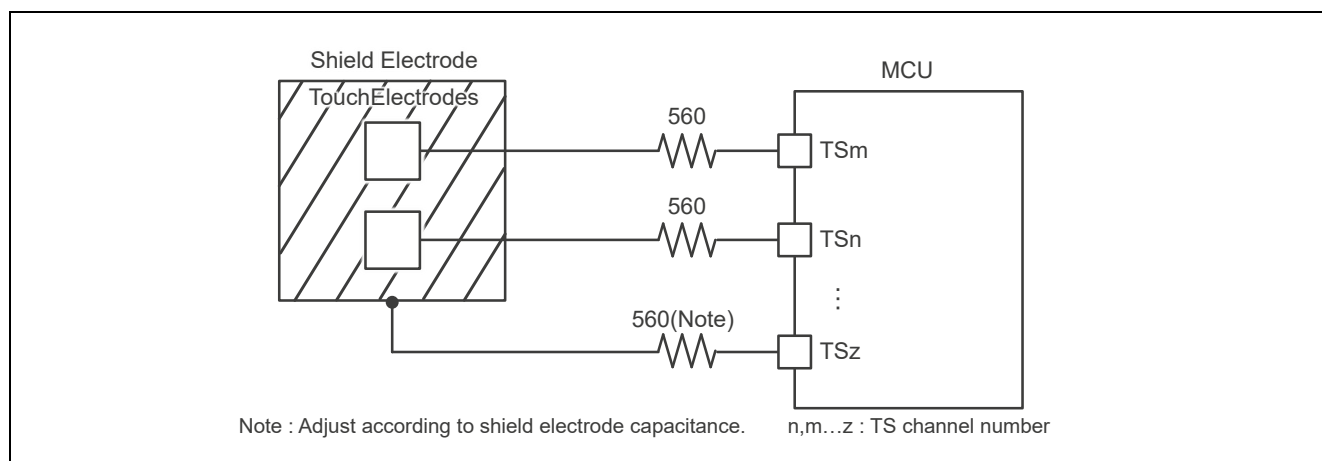 Shield Electrode
MCU
TouchElectrodes
560
TSm
560
TSn
⋮
560(Note)
TSz
Note : Adjust according to shield electrode capacitance.
n,m…z : TS channel number